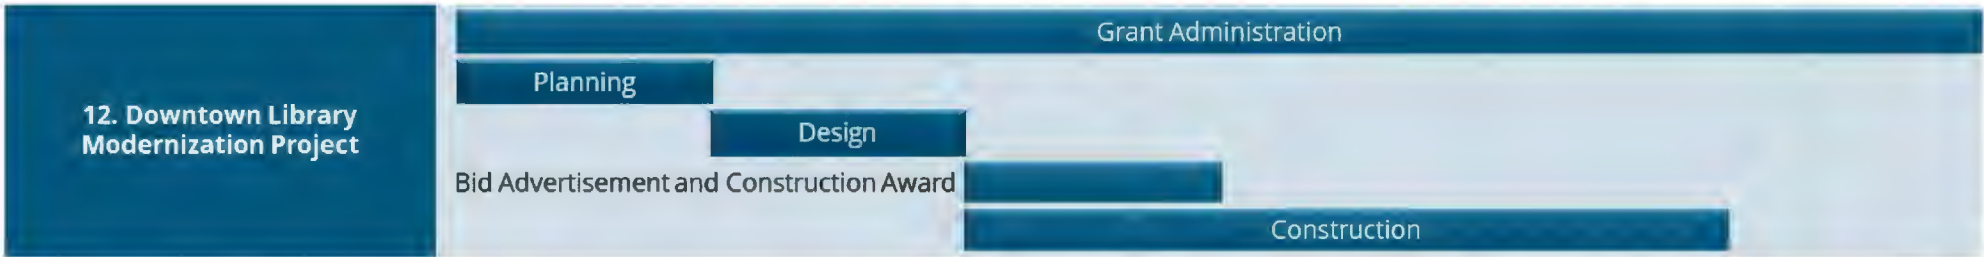 12. Downtown Library
Modernization Project
Grant Administration
Planning
Design
Bid Advertisement and Construction Award
Construction